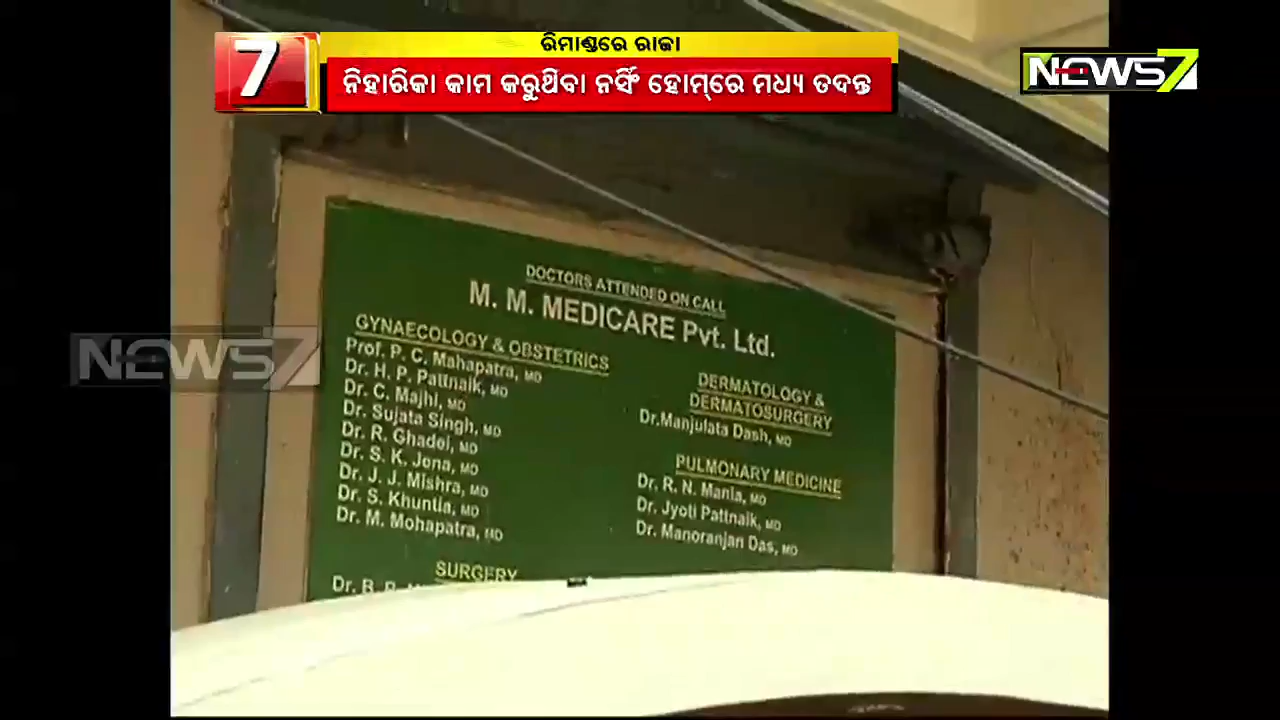 7
ରିମାଣ୍ଡରେ ରାଜା
ନିହାରିକା କାମ କରୁଥିବା ନର୍ସିଂ ହୋମ୍‌ରେ ମଧ୍ୟ ତଦନ୍ତ
NEWS7
NEWS7
DOCTORS ATTENDED ON CALL
M. M. MEDICARE Pvt. Ltd.
GYNAECOLOGY & OBSTETRICS
Prof. P. C. Mahapatra, MD
Dr. H. P. Pattnaik, MD
Dr. C. Majhi, MD
Dr. Sujata Singh, MD
Dr. R. Ghadei, MD
Dr. S. K. Jena, MD
Dr. J. J. Mishra, MD
Dr. S. Khuntia, MD
Dr. M. Mohapatra, MD
SURGERY
Dr.
DERMATOLOGY &
DERMATOSURGERY
Dr.Manjulata Dash, MD
PULMONARY MEDICINE
Dr. R. N. Mania, MD
Dr. Jyoti Pattnaik, MD
Dr. Manoranjan Das, MD